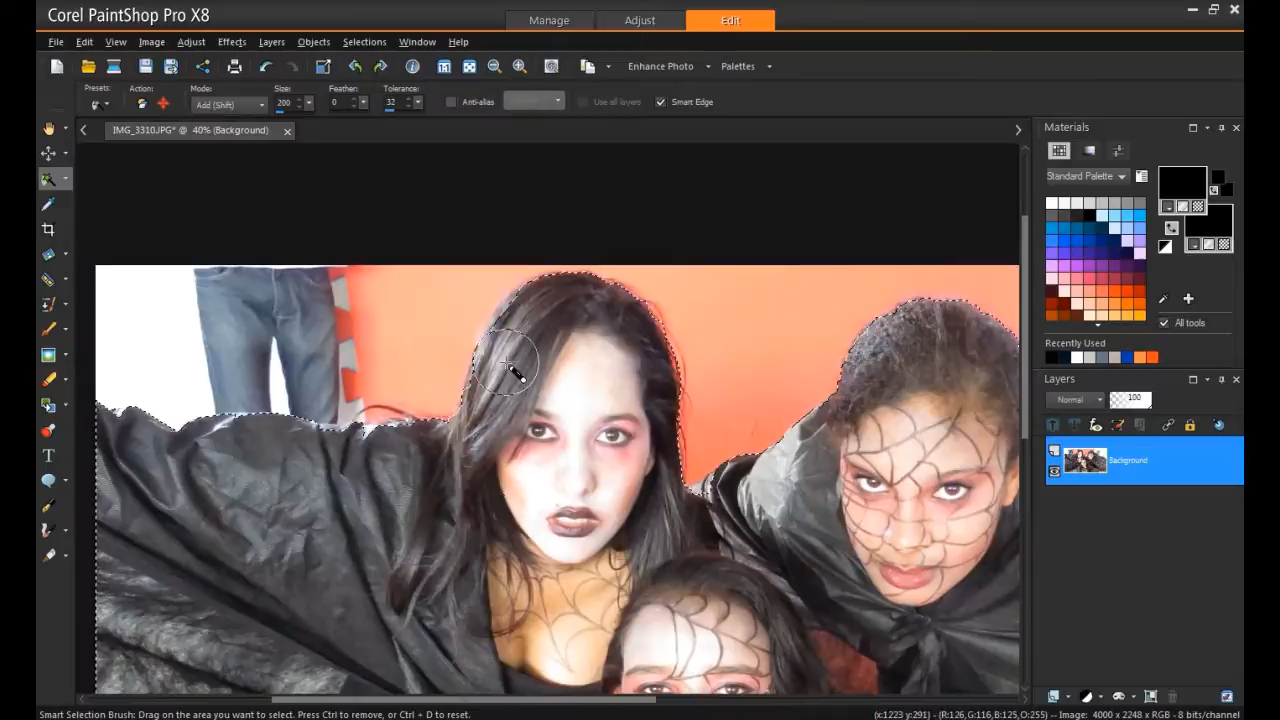 Corel PaintShop Pro X8
Manage Adjust Edit
File Edit View Image Adjust Effects Layers Objects Selections Window Help
Enhance Photo Palettes
Presets: Action: Mode: Size: Feather: Tolerance:
Add (Shift) 200 0 32 Anti-alias Use all layers Smart Edge
IMG_3310.JPG* @ 40% (Background)
Materials
Standard Palette
All tools
Recently Used
Layers
Normal 100
Background
Smart Selection Brush: Drag on the area you want to select. Press Ctrl to remove, or Ctrl + D to reset.
(x:1223 y:291) - (R:126,G:116,B:125,O:255) -- Image: 4000 x 2248 x RGB - 8 bits/channel